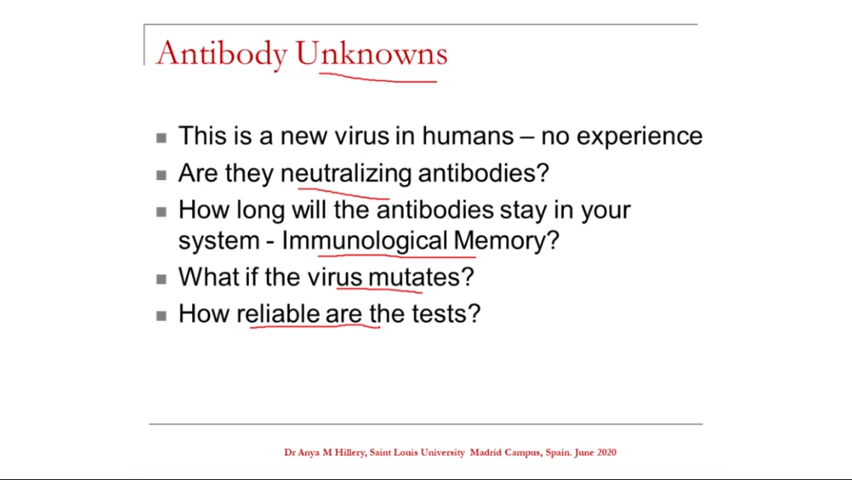 Antibody Unknowns
This is a new virus in humans – no experience
Are they neutralizing antibodies?
How long will the antibodies stay in your
system - Immunological Memory?
What if the virus mutates?
How reliable are the tests?
Dr Anya M Hillery, Saint Louis University Madrid Campus, Spain. June 2020